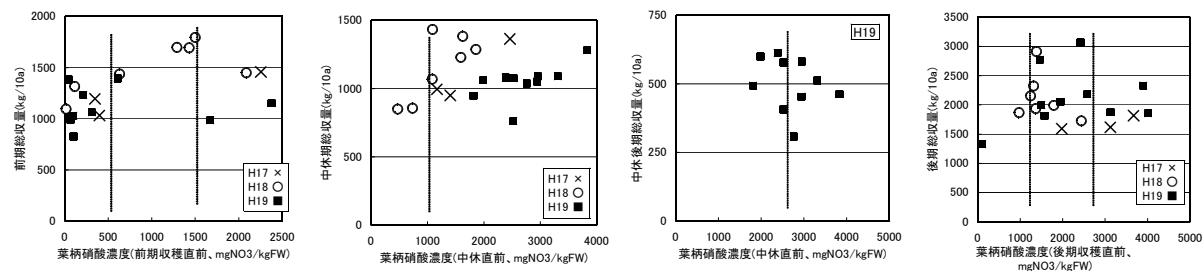 前期総収量(kg/10a)
2000
1500
1000
500
0
0 500 1000 1500 2000 2500
H17
H18
H19
葉柄硝酸濃度(前期収穫直前、mgNO3/kgFW)
中休期総収量(kg/10a)
1500
1000
500
0
0 1000 2000 3000 4000
H17
H18
H19
葉柄硝酸濃度(中休直前、mgNO3/kgFW)
中休後期総収量(kg/10a)
750
500
250
0
0 1000 2000 3000 4000
H19
葉柄硝酸濃度(中休直前、mgNO3/kgFW)
後期総収量(kg/10a)
3500
3000
2500
2000
1500
1000
500
0
0 1000 2000 3000 4000 5000
H17
H18
H19
葉柄硝酸濃度(後期収穫直前、
mgNO3/kgFW)